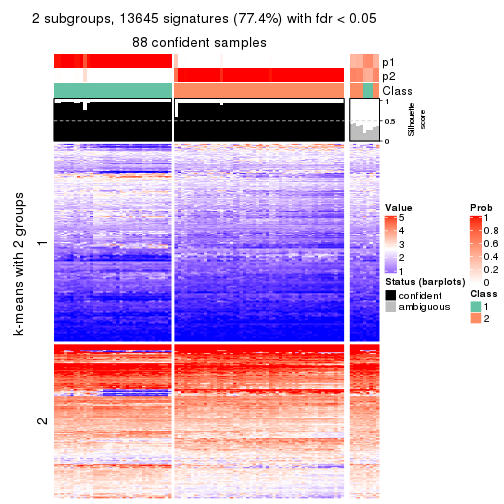 2 subgroups, 13645 signatures (77.4%) with fdr < 0.05
88 confident samples
p1
p2
Class
1
0.5
0
Silhouette
score
k-means with 2 groups
1
2
Value
5
4
3
2
1
Prob
1
0.8
0.6
0.4
0.2
0
Status (barplots)
confident
ambiguous
Class
1
2